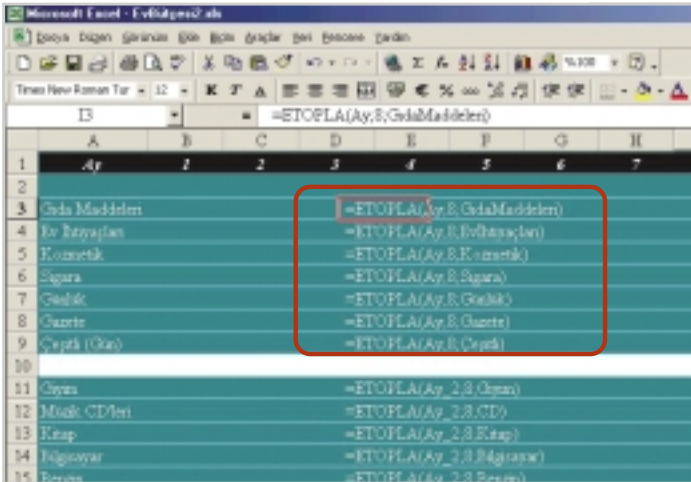 Microsoft Excel - EvBütçesi2.xls
Dosya Düzen Görünüm Ekle Biçim Araçlar Veri Pencere Yardım
%100
Times New Roman Tur 12 K T A
I3 = =ETOPLA(Ay;8;GıdaMaddeleri)
A B C D E F G H
1 Ay 1 2 3 4 5 6 7
2
3 Gıda Maddeleri =ETOPLA(Ay;8;GıdaMaddeleri)
4 Ev İhtiyaçları =ETOPLA(Ay;8;Evİhtiyaçları)
5 Kozmetik =ETOPLA(Ay;8;Kozmetik)
6 Sigara =ETOPLA(Ay;8;Sigara)
7 Günlük =ETOPLA(Ay;8;Günlük)
8 Gazete =ETOPLA(Ay;8;Gazete)
9 Çeşitli (Gün) =ETOPLA(Ay;8;Çeşitli)
10
11 Giyim =ETOPLA(Ay_2;8;Giyim)
12 Müzik CD'leri =ETOPLA(Ay_2;8;CD)
13 Kitap =ETOPLA(Ay_2;8;Kitap)
14 Bilgisayar =ETOPLA(Ay_2;8;Bilgisayar)
15 Benzin =ETOPLA(Ay_2;8;Benzin)